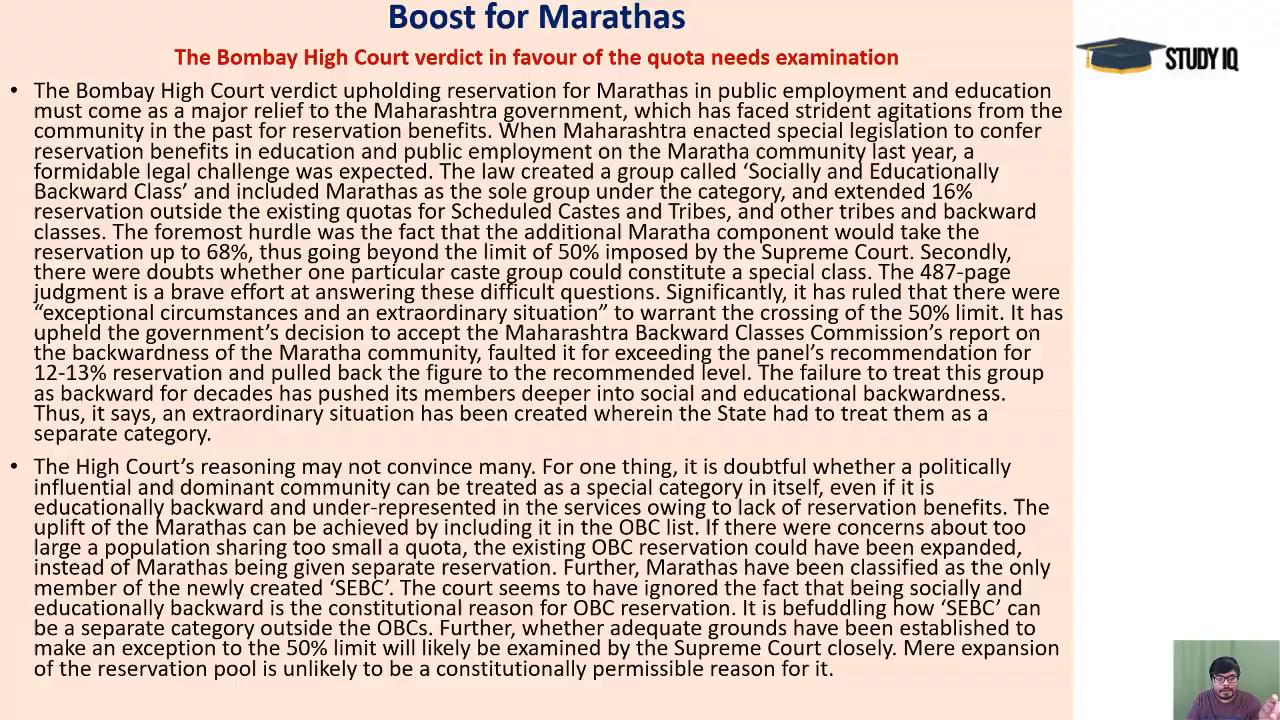 Boost for Marathas
The Bombay High Court verdict in favour of the quota needs examination
STUDY IQ
• The Bombay High Court verdict upholding reservation for Marathas in public employment and education
must come as a major relief to the Maharashtra government, which has faced strident agitations from the
community in the past for reservation benefits. When Maharashtra enacted special legislation to confer
reservation benefits in education and public employment on the Maratha community last year, a
formidable legal challenge was expected. The law created a group called ‘Socially and Educationally
Backward Class’ and included Marathas as the sole group under the category, and extended 16%
reservation outside the existing quotas for Scheduled Castes and Tribes, and other tribes and backward
classes. The foremost hurdle was the fact that the additional Maratha component would take the
reservation up to 68%, thus going beyond the limit of 50% imposed by the Supreme Court. Secondly,
there were doubts whether one particular caste group could constitute a special class. The 487-page
judgment is a brave effort at answering these difficult questions. Significantly, it has ruled that there were
“exceptional circumstances and an extraordinary situation” to warrant the crossing of the 50% limit. It has
upheld the government’s decision to accept the Maharashtra Backward Classes Commission’s report on
the backwardness of the Maratha community, faulted it for exceeding the panel’s recommendation for
12-13% reservation and pulled back the figure to the recommended level. The failure to treat this group
as backward for decades has pushed its members deeper into social and educational backwardness.
Thus, it says, an extraordinary situation has been created wherein the State had to treat them as a
separate category.
• The High Court’s reasoning may not convince many. For one thing, it is doubtful whether a politically
influential and dominant community can be treated as a special category in itself, even if it is
educationally backward and under-represented in the services owing to lack of reservation benefits. The
uplift of the Marathas can be achieved by including it in the OBC list. If there were concerns about too
large a population sharing too small a quota, the existing OBC reservation could have been expanded,
instead of Marathas being given separate reservation. Further, Marathas have been classified as the only
member of the newly created ‘SEBC’. The court seems to have ignored the fact that being socially and
educationally backward is the constitutional reason for OBC reservation. It is befuddling how ‘SEBC’ can
be a separate category outside the OBCs. Further, whether adequate grounds have been established to
make an exception to the 50% limit will likely be examined by the Supreme Court closely. Mere expansion
of the reservation pool is unlikely to be a constitutionally permissible reason for it.